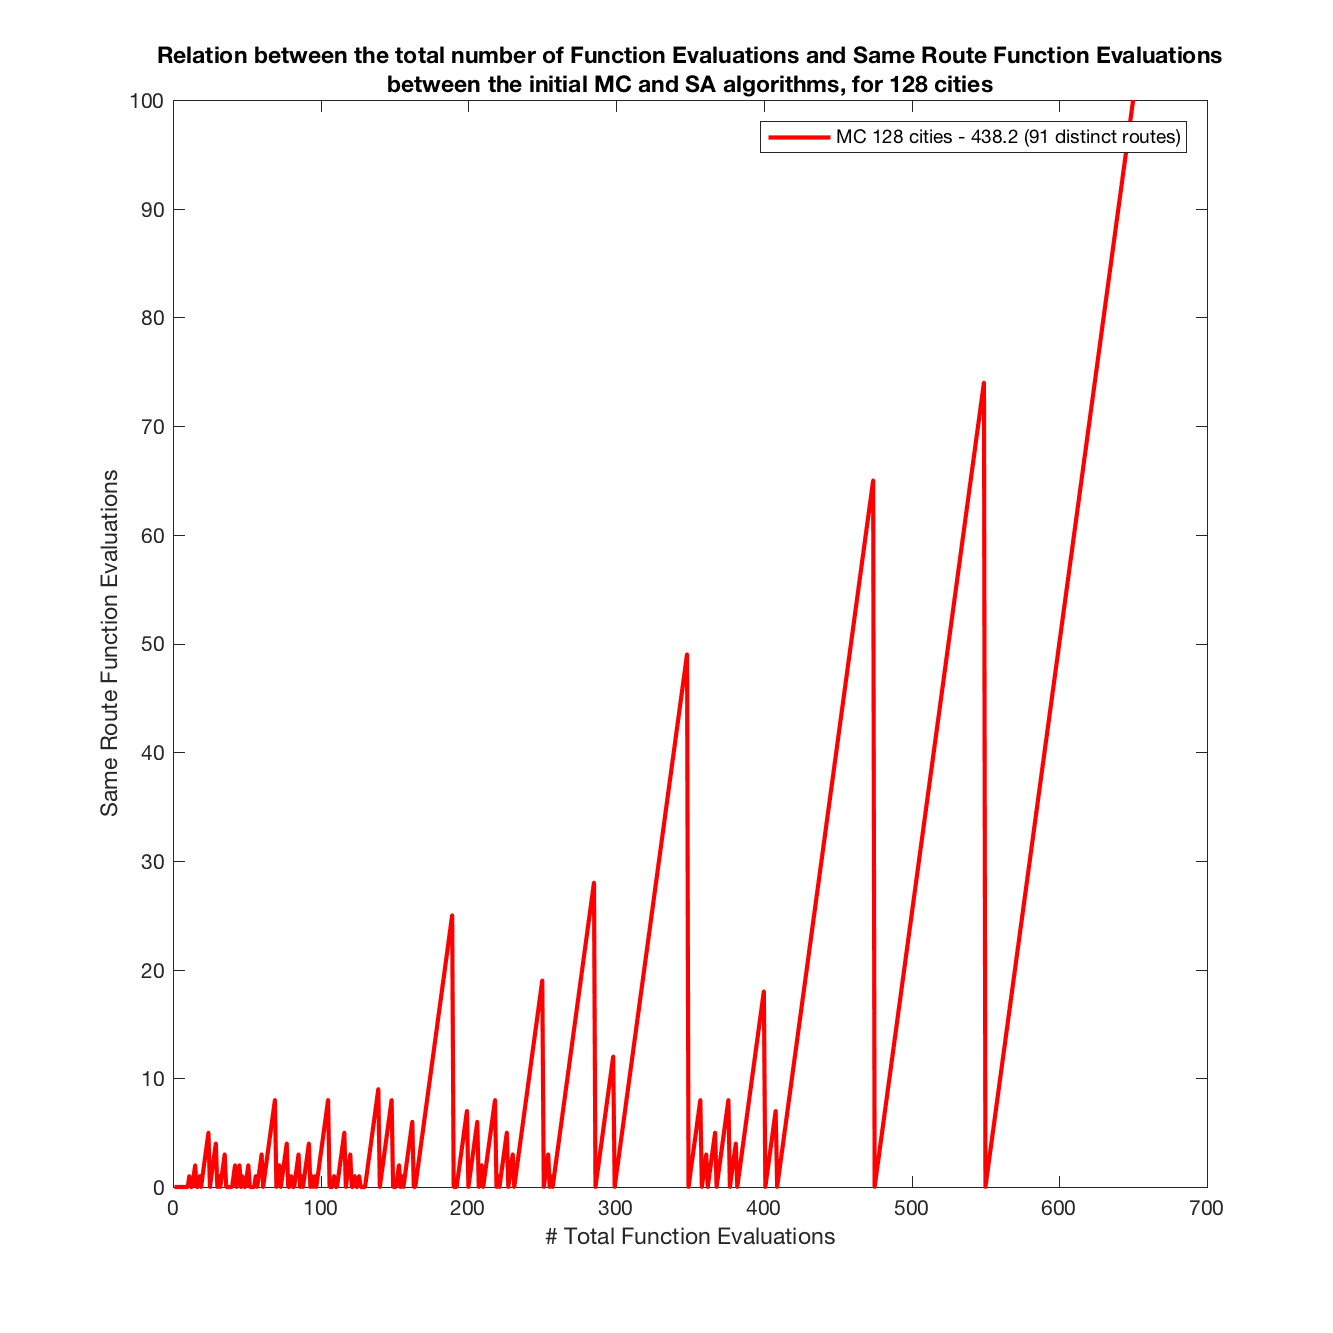 Relation between the total number of Function Evaluations and Same Route Function Evaluations
between the initial MC and SA algorithms, for 128 cities
MC 128 cities - 438.2 (91 distinct routes)
100
90
80
70
60
50
40
30
20
10
0
Same Route Function Evaluations
0 100 200 300 400 500 600 700
# Total Function Evaluations